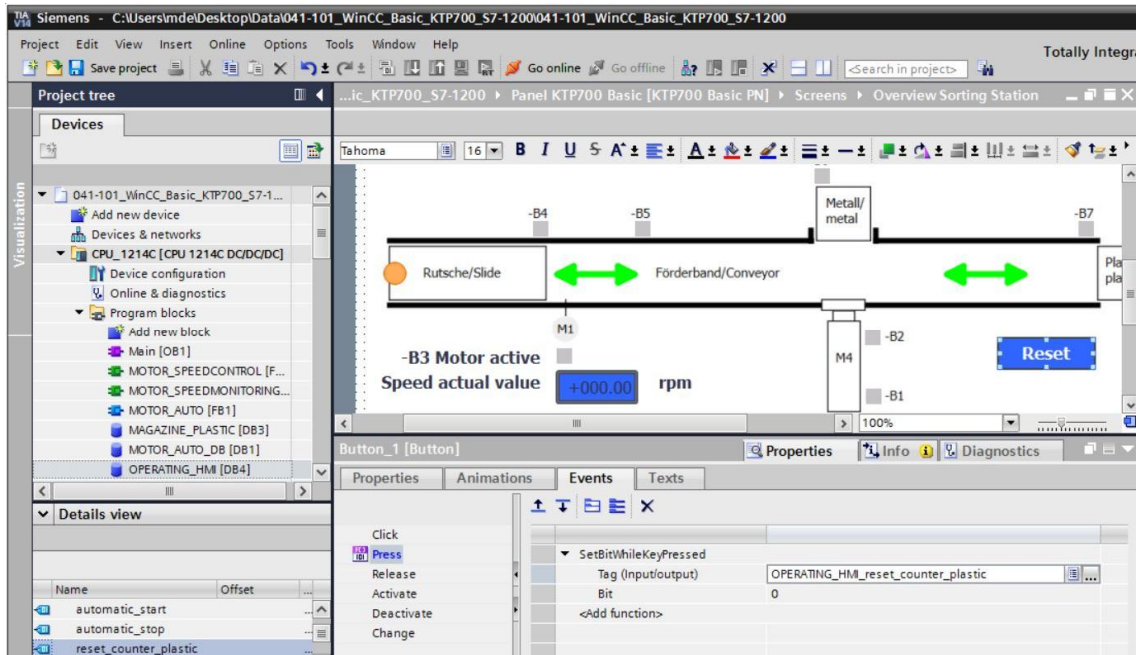 TIA V14 Siemens - C:\Users\mde\Desktop\Data\041-101_WinCC_Basic_KTP700_S7-1200\041-101_WinCC_Basic_KTP700_S7-1200
Project Edit View Insert Online Options Tools Window Help
Totally Integra
Save project Go online Go offline <Search in project>
Project tree
...ic_KTP700_S7-1200 Panel KTP700 Basic [KTP700 Basic PN] Screens Overview Sorting Station
Devices
Tahoma 16 B I U S A
Visualization
041-101_WinCC_Basic_KTP700_S7-1...
Add new device
Devices & networks
CPU_1214C [CPU 1214C DC/DC/DC]
Device configuration
Online & diagnostics
Program blocks
Add new block
Main [OB1]
MOTOR_SPEEDCONTROL [F...
MOTOR_SPEEDMONITORING...
MOTOR_AUTO [FB1]
MAGAZINE_PLASTIC [DB3]
MOTOR_AUTO_DB [DB1]
OPERATING_HMI [DB4]
-B4 -B5 Metall/ -B7
metal
Rutsche/Slide Förderband/Conveyor Pla
pla
M1
-B3 Motor active M4 -B2 Reset
Speed actual value +000.00 rpm -B1
100%
Button_1 [Button] Properties Info Diagnostics
Properties Animations Events Texts
Details view
Name Offset ...
automatic_start ...
automatic_stop ...
reset_counter_plastic
Click
Press
Release
Activate
Deactivate
Change
SetBitWhileKeyPressed
Tag (Input/output) OPERATING_HMI_reset_counter_plastic ...
Bit 0
<Add function>